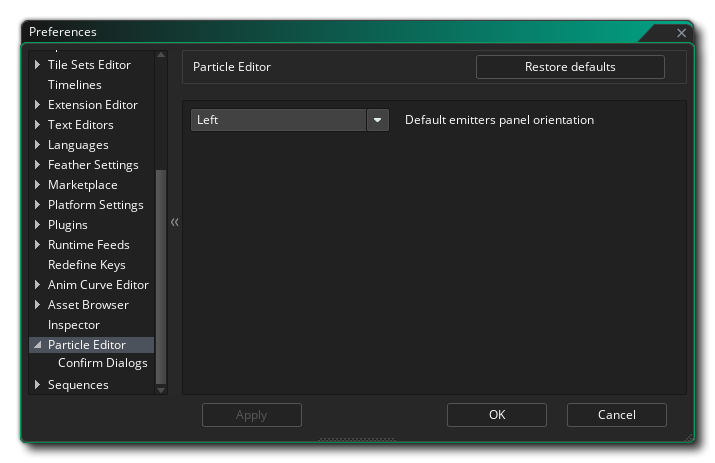 Preferences
Tile Sets Editor
Timelines
Extension Editor
Text Editors
Languages
Feather Settings
Marketplace
Platform Settings
Plugins
Runtime Feeds
Redefine Keys
Anim Curve Editor
Asset Browser
Inspector
Particle Editor
Confirm Dialogs
Sequences
Particle Editor
Restore defaults
Left
Default emitters panel orientation
Apply
OK
Cancel